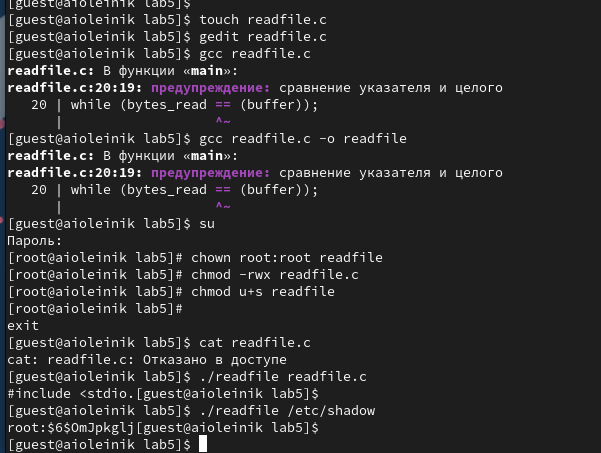 [guest@aioleinik lab5]$
[guest@aioleinik lab5]$ touch readfile.c
[guest@aioleinik lab5]$ gedit readfile.c
[guest@aioleinik lab5]$ gcc readfile.c
readfile.c: В функции «main»:
readfile.c:20:19: предупреждение: сравнение указателя и целого
   20 | while (bytes_read == (buffer));
      |                   ^~
[guest@aioleinik lab5]$ gcc readfile.c -o readfile
readfile.c: В функции «main»:
readfile.c:20:19: предупреждение: сравнение указателя и целого
   20 | while (bytes_read == (buffer));
      |                   ^~
[guest@aioleinik lab5]$ su
Пароль:
[root@aioleinik lab5]# chown root:root readfile
[root@aioleinik lab5]# chmod -rwx readfile.c
[root@aioleinik lab5]# chmod u+s readfile
[root@aioleinik lab5]#
exit
[guest@aioleinik lab5]$ cat readfile.c
cat: readfile.c: Отказано в доступе
[guest@aioleinik lab5]$ ./readfile readfile.c
#include <stdio.[guest@aioleinik lab5]$
[guest@aioleinik lab5]$ ./readfile /etc/shadow
root:$6$OmJpkglj[guest@aioleinik lab5]$
[guest@aioleinik lab5]$